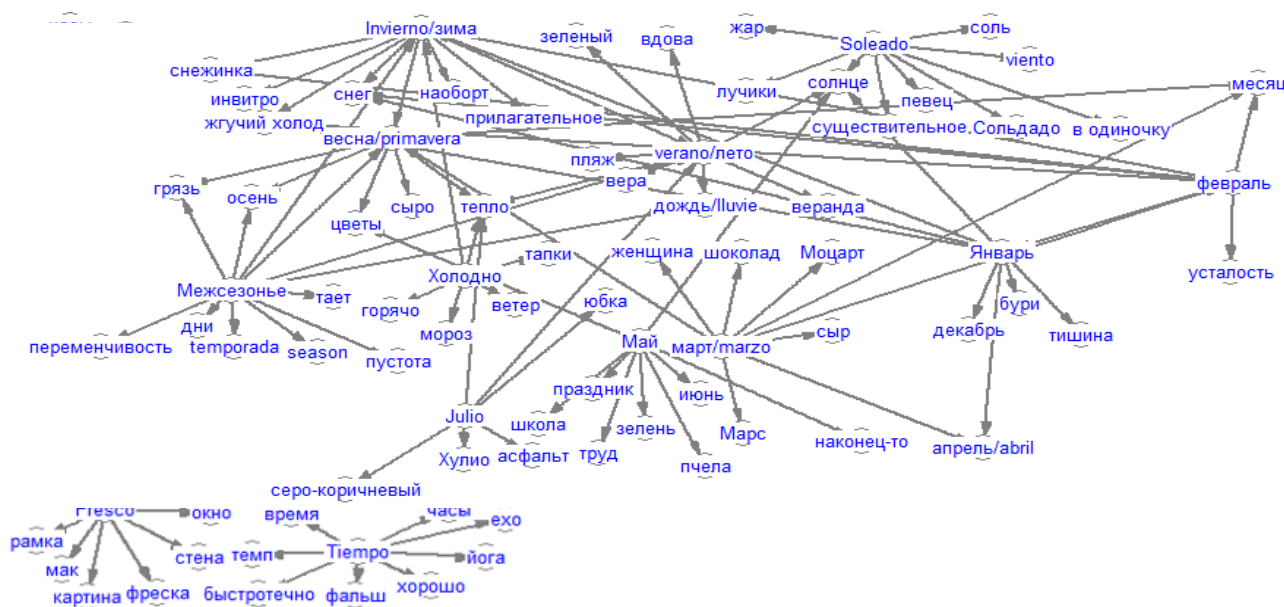 Invierno/зима
зеленый
вдова
жар
соль
Soleado
viento
снежинка
инвитро
снег
наоборт
лучики
солнце
певец
месяц
жгучий холод
прилагательное
существительное
Сольдадо
в одиночку
весна/primavera
пляж
verano/лето
вера
грязь
осень
сыро
тепло
дождь/lluvie
веранда
февраль
цветы
тапки
женщина
шоколад
Моцарт
Январь
усталость
Межсезонье
тает
Холодно
горячо
ветер
юбка
бури
дни
мороз
декабрь
тишина
переменчивость
temporada
season
пустота
Май
март/marzo
сыр
праздник
июнь
Julio
школа
зелень
Марс
наконец-то
апрель/abril
Хулио
асфальт
труд
пчела
серо-коричневый
Fresco
окно
время
часы
ехо
рамка
стена
темп
Tiempo
йога
мак
картина
фреска
быстротечно
фальш
хорошо